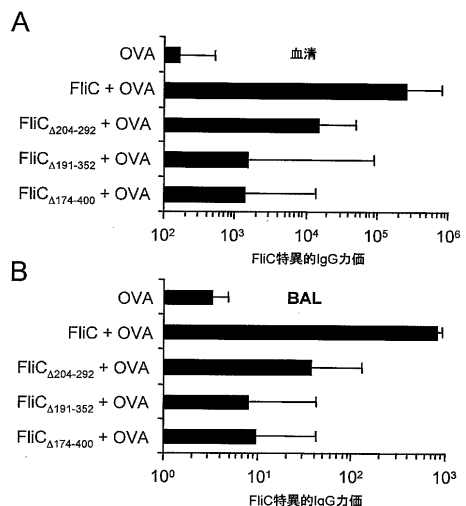 A
OVA
血清
FliC + OVA
FliCΔ204-292 + OVA
FliCΔ191-352 + OVA
FliCΔ174-400 + OVA
10² 10³ 10⁴ 10⁵ 10⁶
FliC特異的IgG力価
B
OVA
BAL
FliC + OVA
FliCΔ204-292 + OVA
FliCΔ191-352 + OVA
FliCΔ174-400 + OVA
10⁰ 10¹ 10² 10³
FliC特異的IgG力価